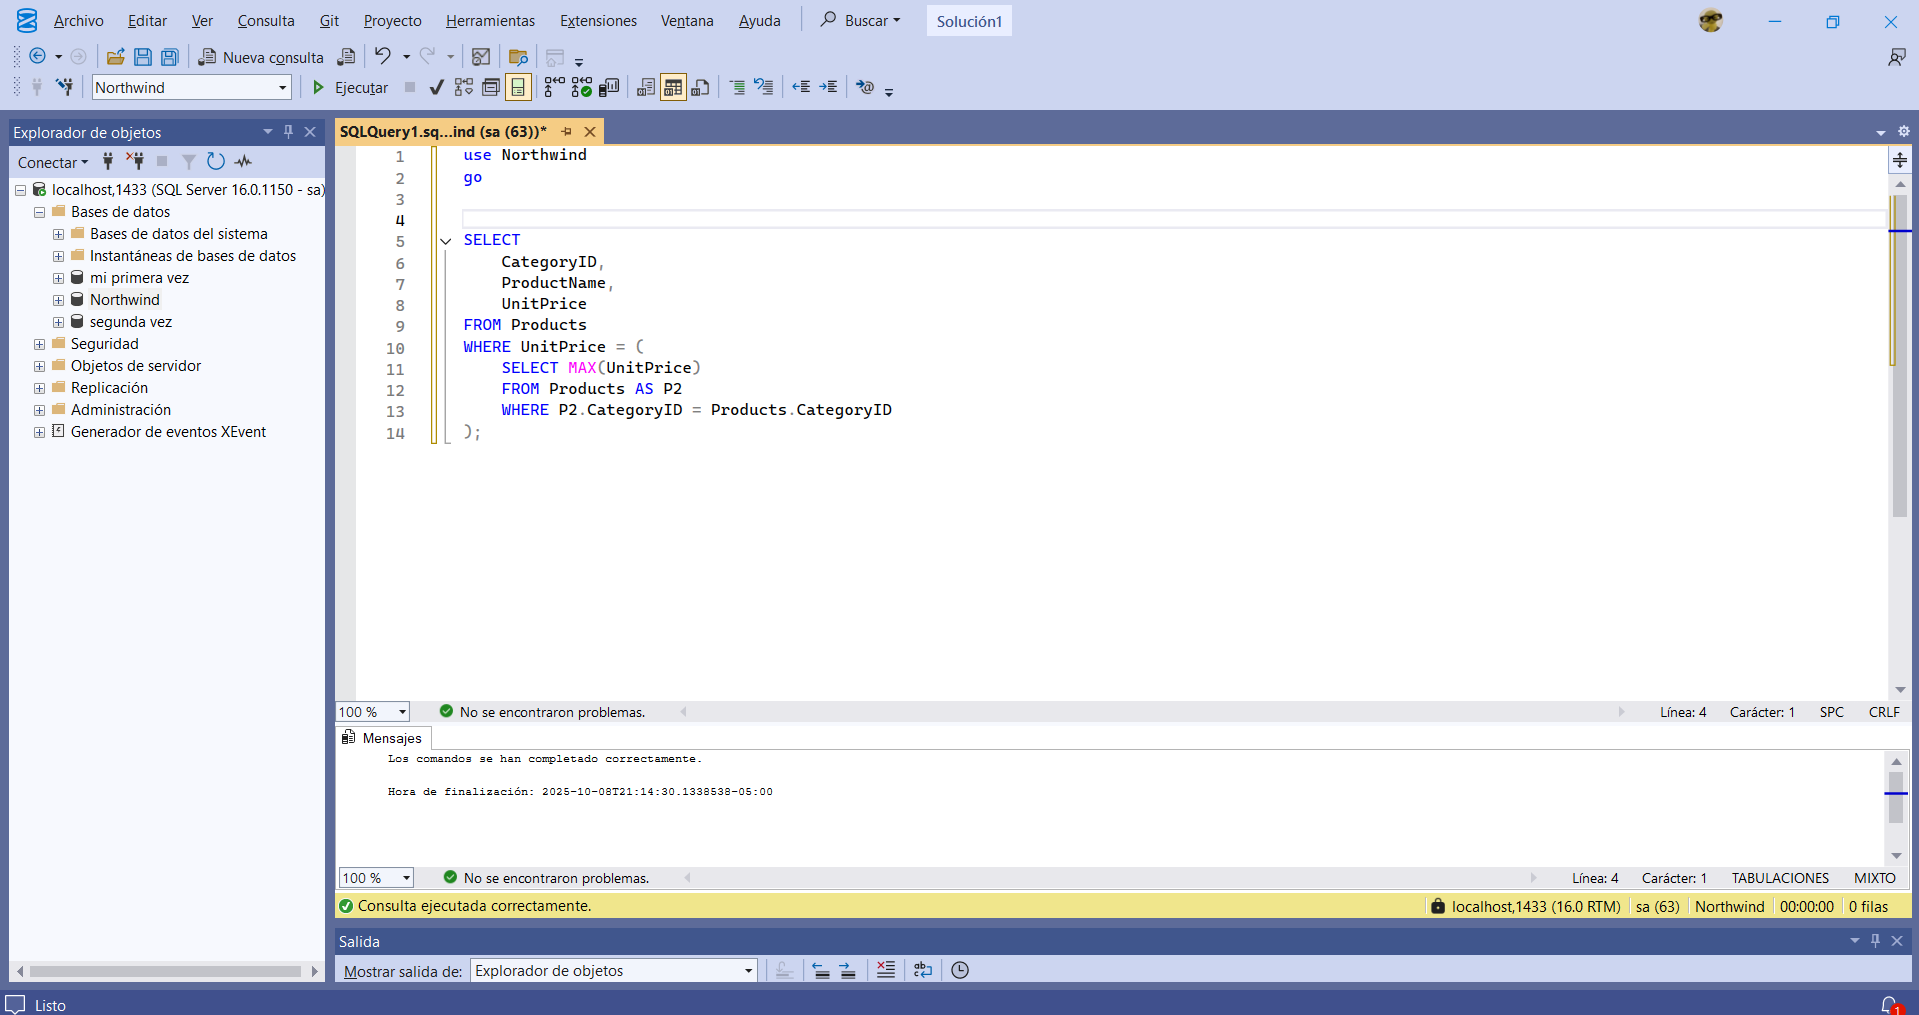 Archivo Editar Ver Consulta Git Proyecto Herramientas Extensiones Ventana Ayuda Buscar Solución1
Nueva consulta
Northwind Ejecutar
Explorador de objetos
Conectar
localhost,1433 (SQL Server 16.0.1150 - sa)
Bases de datos
Bases de datos del sistema
Instantáneas de bases de datos
mi primera vez
Northwind
segunda vez
Seguridad
Objetos de servidor
Replicación
Administración
Generador de eventos XEvent
SQLQuery1.sq...ind (sa (63))*
1 use Northwind
2 go
3
4
5 SELECT
6 CategoryID,
7 ProductName,
8 UnitPrice
9 FROM Products
10 WHERE UnitPrice = (
11 SELECT MAX(UnitPrice)
12 FROM Products AS P2
13 WHERE P2.CategoryID = Products.CategoryID
14 );
100 % No se encontraron problemas. Línea: 4 Carácter: 1 SPC CRLF
Mensajes
Los comandos se han completado correctamente.
Hora de finalización: 2025-10-08T21:14:30.1338538-05:00
100 % No se encontraron problemas. Línea: 4 Carácter: 1 TABULACIONES MIXTO
Consulta ejecutada correctamente. localhost,1433 (16.0 RTM) sa (63) Northwind 00:00:00 0 filas
Salida
Mostrar salida de: Explorador de objetos
Listo 1